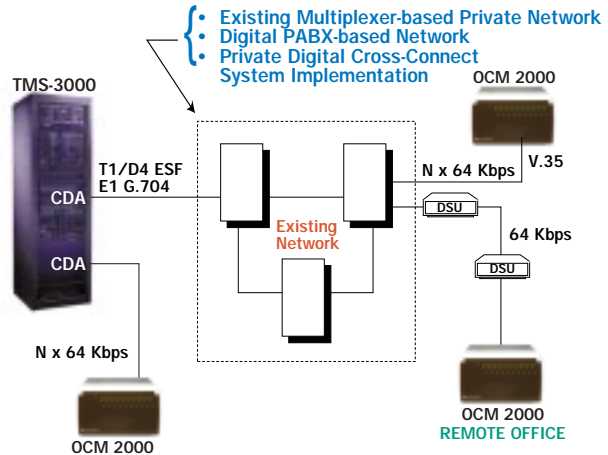 • Existing Multiplexer-based Private Network
• Digital PABX-based Network
• Private Digital Cross-Connect
System Implementation
TMS-3000
OCM 2000
T1/D4 ESF
E1 G.704
CDA
N x 64 Kbps
V.35
DSU
Existing
Network
64 Kbps
CDA
DSU
N x 64 Kbps
OCM 2000
OCM 2000
REMOTE OFFICE